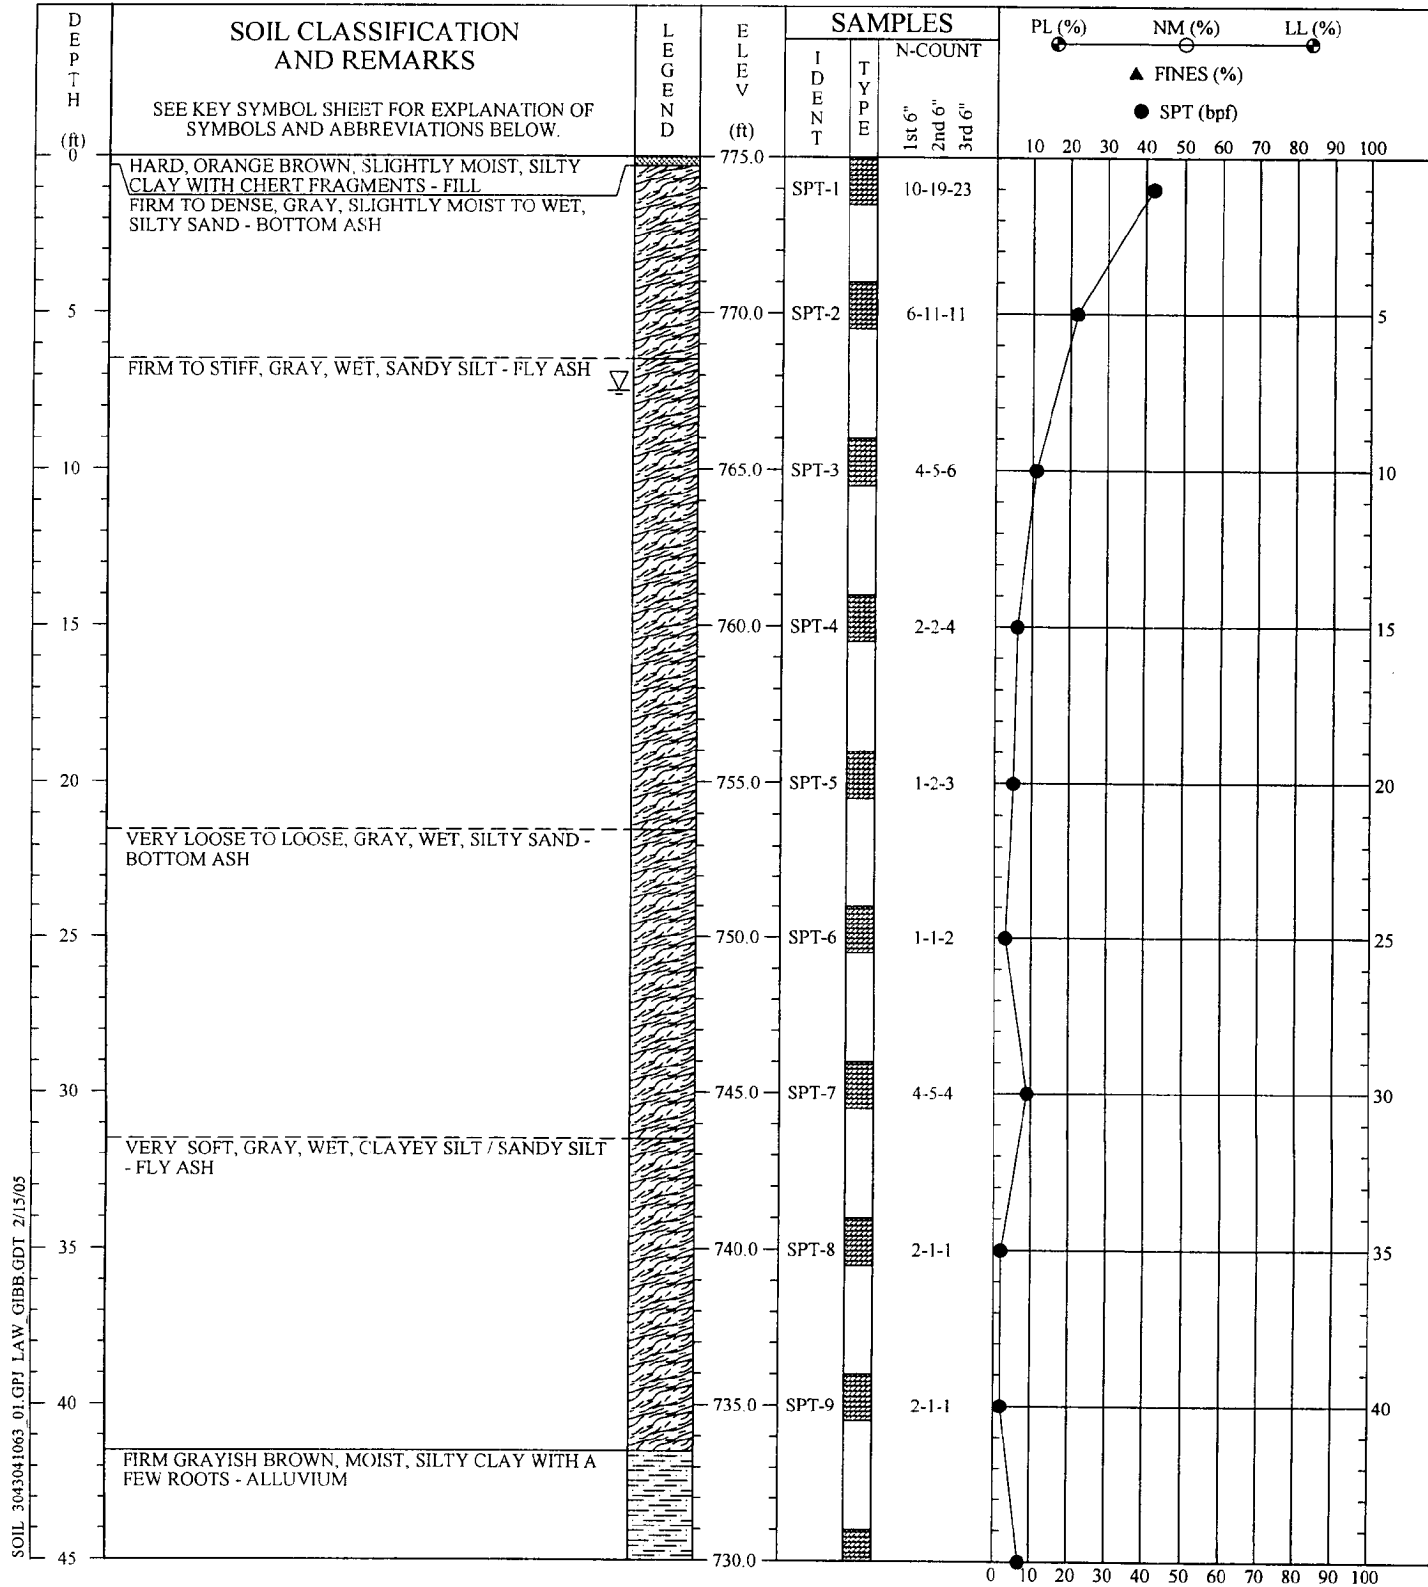 DEPTH (ft)
SOIL CLASSIFICATION
AND REMARKS
SEE KEY SYMBOL SHEET FOR EXPLANATION OF
SYMBOLS AND ABBREVIATIONS BELOW.
LEGEND
ELEV (ft)
SAMPLES
IDENT
TYPE
N-COUNT
1st 6"
2nd 6"
3rd 6"
PL (%) NM (%) LL (%)
▲ FINES (%)
● SPT (bpf)
10 20 30 40 50 60 70 80 90 100
0 775.0
HARD, ORANGE BROWN, SLIGHTLY MOIST, SILTY
CLAY WITH CHERT FRAGMENTS - FILL
SPT-1 10-19-23
FIRM TO DENSE, GRAY, SLIGHTLY MOIST TO WET,
SILTY SAND - BOTTOM ASH
5 770.0 SPT-2 6-11-11 5
FIRM TO STIFF, GRAY, WET, SANDY SILT - FLY ASH
10 765.0 SPT-3 4-5-6 10
15 760.0 SPT-4 2-2-4 15
20 755.0 SPT-5 1-2-3 20
VERY LOOSE TO LOOSE, GRAY, WET, SILTY SAND -
BOTTOM ASH
25 750.0 SPT-6 1-1-2 25
30 745.0 SPT-7 4-5-4 30
VERY SOFT, GRAY, WET, CLAYEY SILT / SANDY SILT
- FLY ASH
35 740.0 SPT-8 2-1-1 35
40 735.0 SPT-9 2-1-1 40
FIRM GRAYISH BROWN, MOIST, SILTY CLAY WITH A
FEW ROOTS - ALLUVIUM
45 730.0
0 10 20 30 40 50 60 70 80 90 100
SOIL 3043041063_01.GPJ LAW_GIBB.GDT 2/15/05